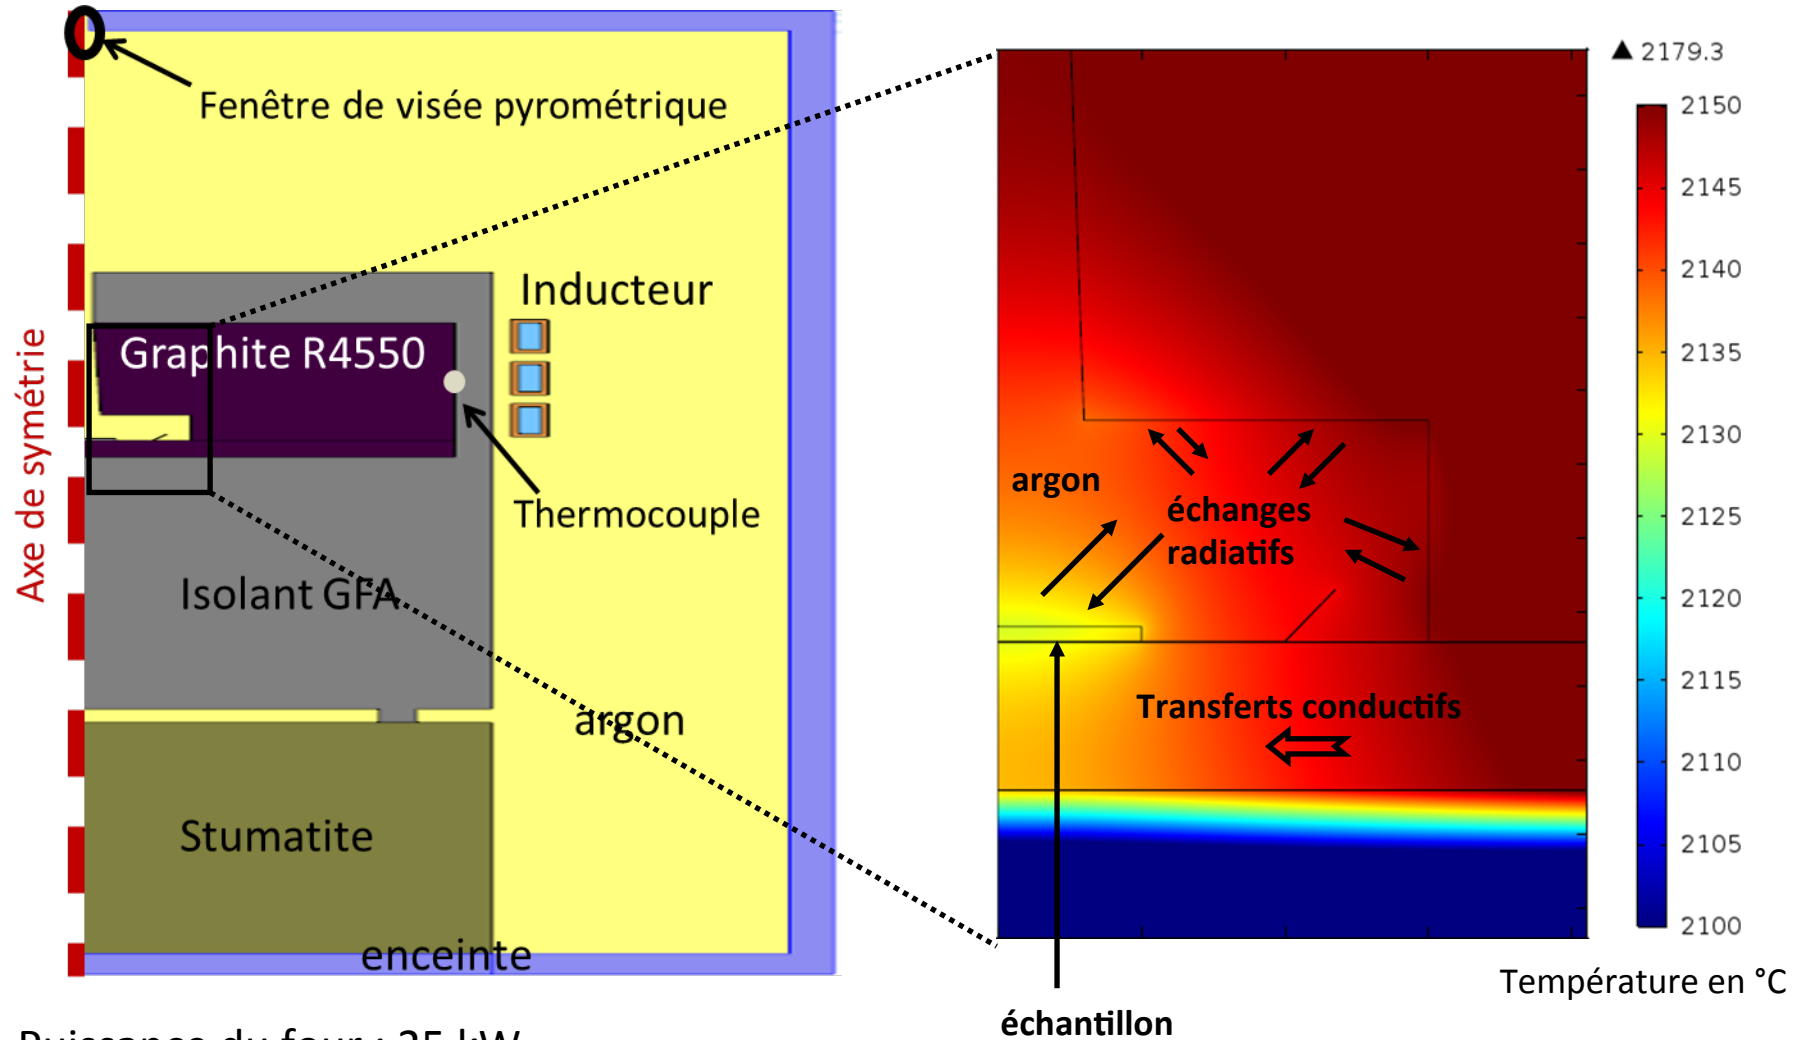 Fenêtre de visée pyrométrique
Axe de symétrie
Inducteur
Graphite R4550
Thermocouple
Isolant GFA
argon
Stumatite
enceinte
argon
échanges
radiatifs
Transferts conductifs
échantillon
▲ 2179.3
2150
2145
2140
2135
2130
2125
2120
2115
2110
2105
2100
Température en °C